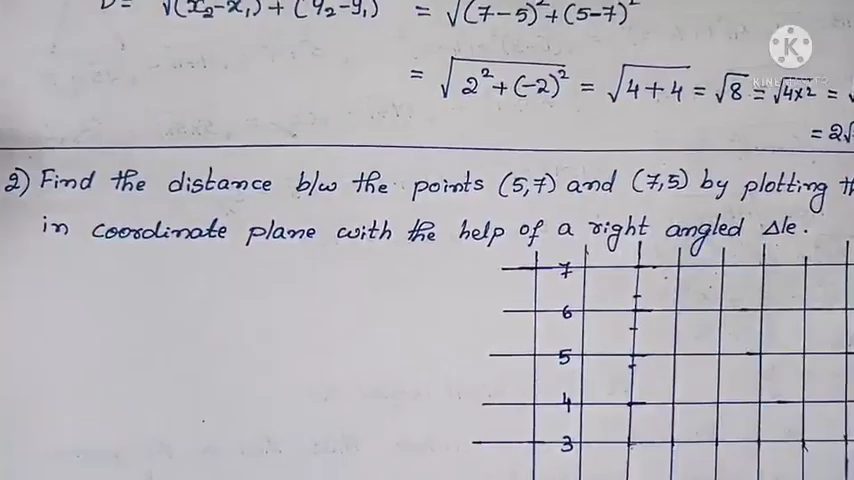 D = √(x₂-x₁) + (y₂-y₁) = √(7-5)² + (5-7)²
= √2² + (-2)² = √4+4 = √8 = √4×2 =
= 2√
K
KINEMASTER
2) Find the distance b/w the points (5,7) and (7,5) by plotting th
in coordinate plane with the help of a right angled Δle.
7
6
5
4
3